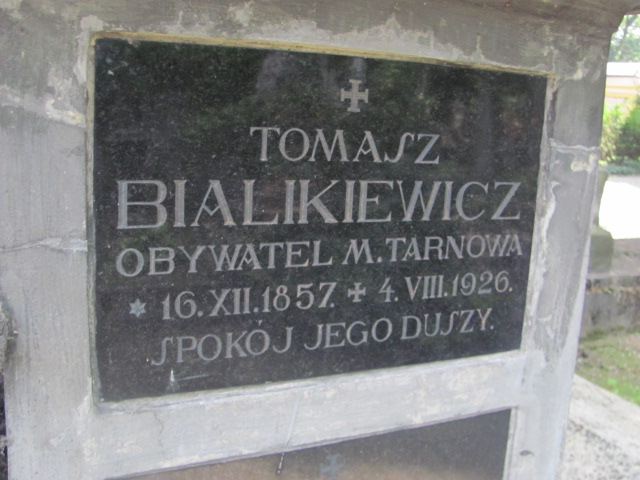 TOMASZ
BIALIKIEWICZ
OBYWATEL M. TARNOWA
* 16.XII.1857. + 4.VIII.1926.
SPOKÓJ JEGO DUSZY.